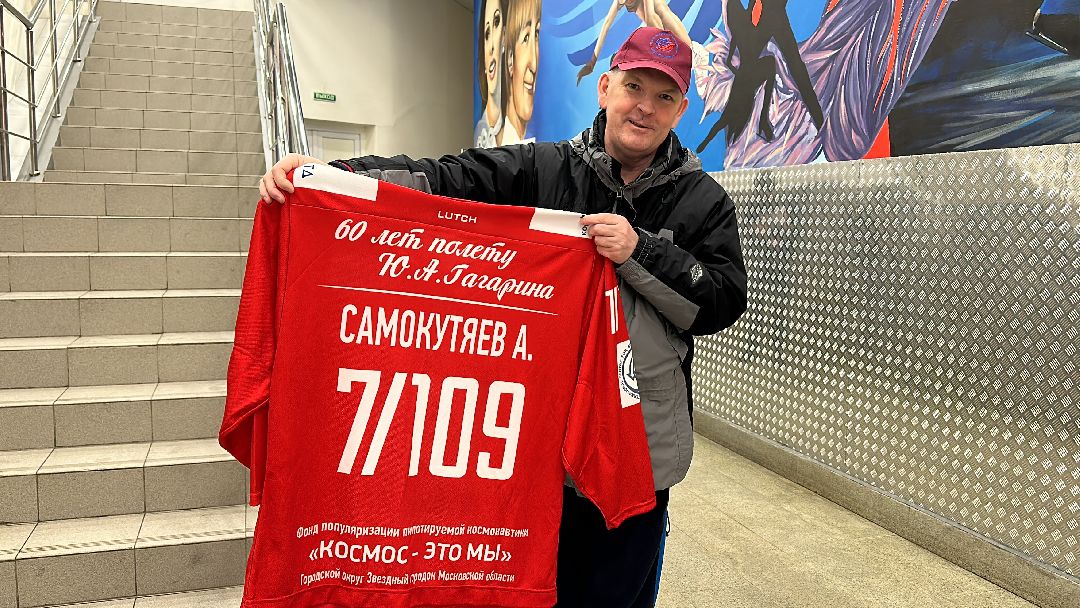 ВЫХОД
LUTCH
60 лет полету
Ю.А.Гагарина
САМОКУТЯЕВ А.
7/109
Фонд популяризации пилотируемой космонавтики
«КОСМОС - ЭТО МЫ»
Городской округ Звездный городок Московской области